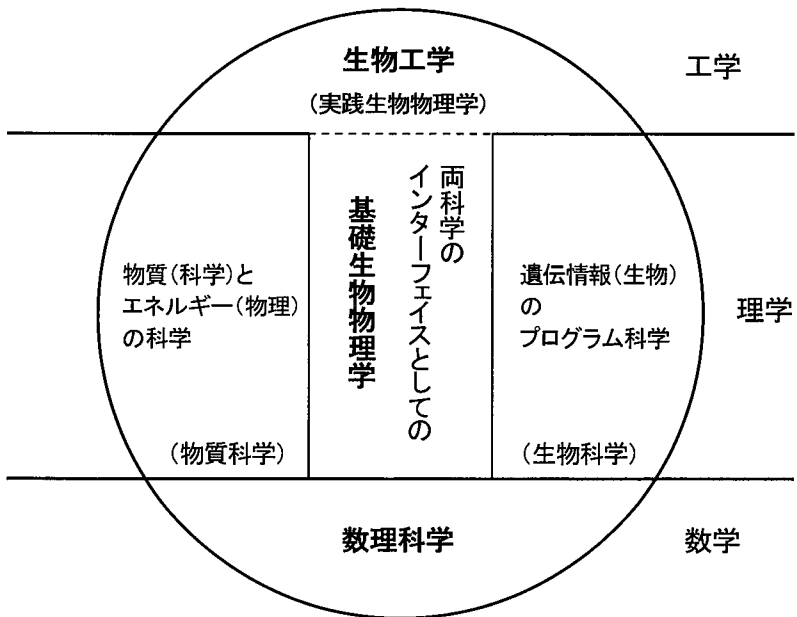 生物工学
(実践生物物理学)
工学
両科学の
インターフェイスとしての
基礎生物物理学
物質(科学)と
エネルギー(物理)
の科学
(物質科学)
遺伝情報(生物)
の
プログラム科学
(生物科学)
理学
数理科学
数学